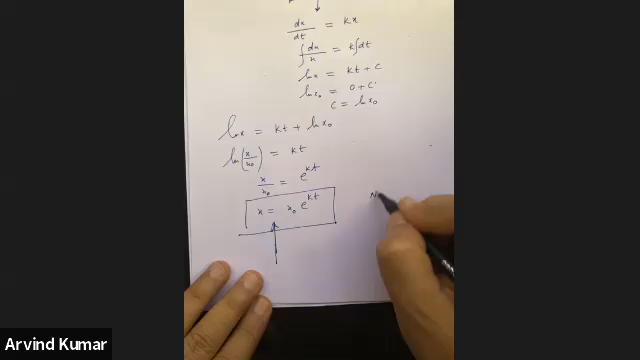 dx/dt = kx
∫ dx/x = k∫dt
ln x = kt + c
ln x₀ = 0 + c
c = ln x₀
ln x = kt + ln x₀
ln(x/x₀) = kt
x/x₀ = e^kt
x = x₀ e^kt
Arvind Kumar